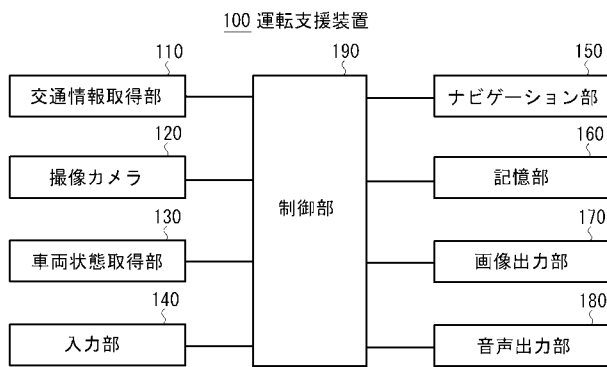 100 運転支援装置
110
交通情報取得部
120
撮像カメラ
130
車両状態取得部
140
入力部
190
制御部
150
ナビゲーション部
160
記憶部
170
画像出力部
180
音声出力部